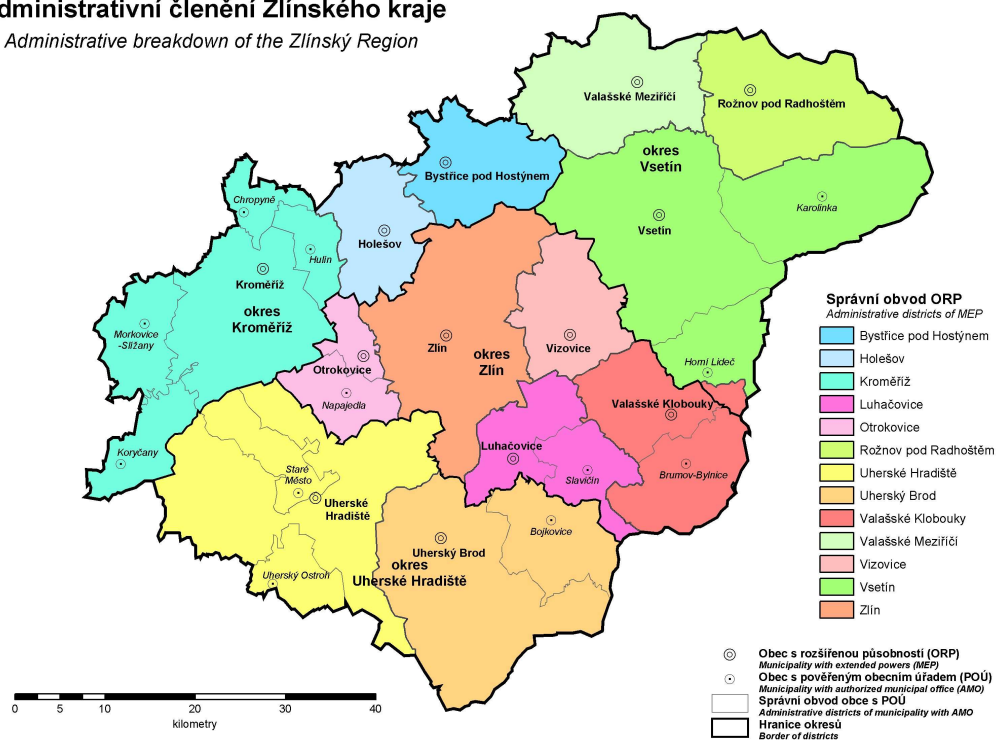 dministrativní členění Zlínského kraje
Administrative breakdown of the Zlínský Region
Valašské Meziříčí
Rožnov pod Radhoštěm
okres
Vsetín
Bystřice pod Hostýnem
Karolinka
Chropyně
Vsetín
Holešov
Hulín
Kroměříž
okres
Kroměříž
Morkovice
-Slížany
Zlín
okres
Zlín
Vizovice
Otrokovice
Horní Lideč
Napajedla
Valašské Klobouky
Luhačovice
Koryčany
Slavičín
Brumov-Bylnice
Staré
Město
Uherské
Hradiště
Bojkovice
Uherský Brod
okres
Uherské Hradiště
Uherský Ostroh
Správní obvod ORP
Administrative districts of MEP
Bystřice pod Hostýnem
Holešov
Kroměříž
Luhačovice
Otrokovice
Rožnov pod Radhoštěm
Uherské Hradiště
Uherský Brod
Valašské Klobouky
Valašské Meziříčí
Vizovice
Vsetín
Zlín
Obec s rozšířenou působností (ORP)
Municipality with extended powers (MEP)
Obec s pověřeným obecním úřadem (POÚ)
Municipality with authorized municipal office (AMO)
Správní obvod obce s POÚ
Administrative districts of municipality with AMO
Hranice okresů
Border of districts
0 5 10 20 30 40
kilometry